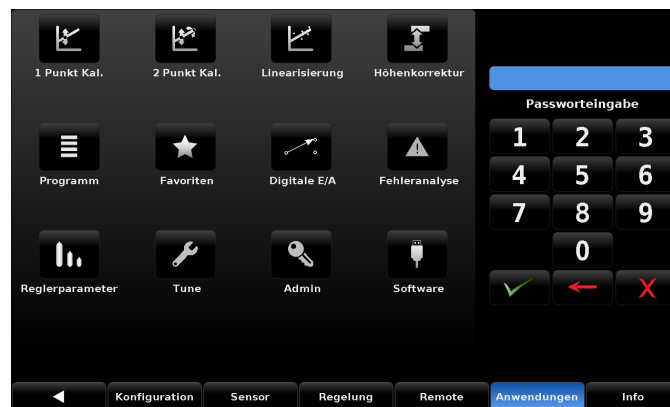 1 Punkt Kal. 2 Punkt Kal. Linearisierung Höhenkorrektur
Programm Favoriten Digitale E/A Fehleranalyse
Reglerparameter Tune Admin Software
Passworteingabe
1 2 3
4 5 6
7 8 9
0
X
Konfiguration Sensor Regelung Remote Anwendungen Info